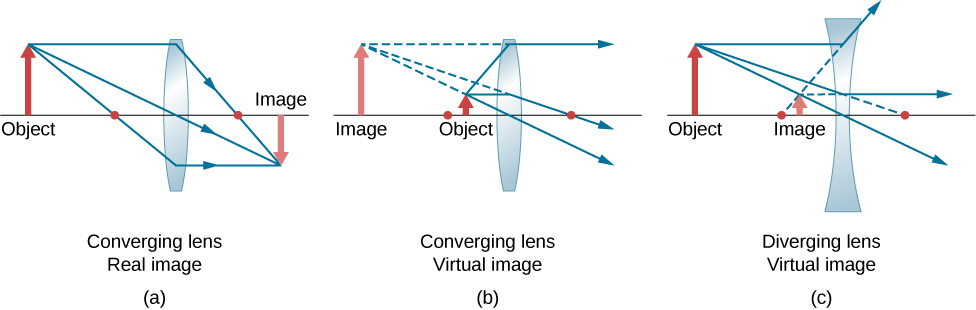 Object
Image
Converging lens
Real image
(a)
Image
Object
Converging lens
Virtual image
(b)
Object
Image
Diverging lens
Virtual image
(c)